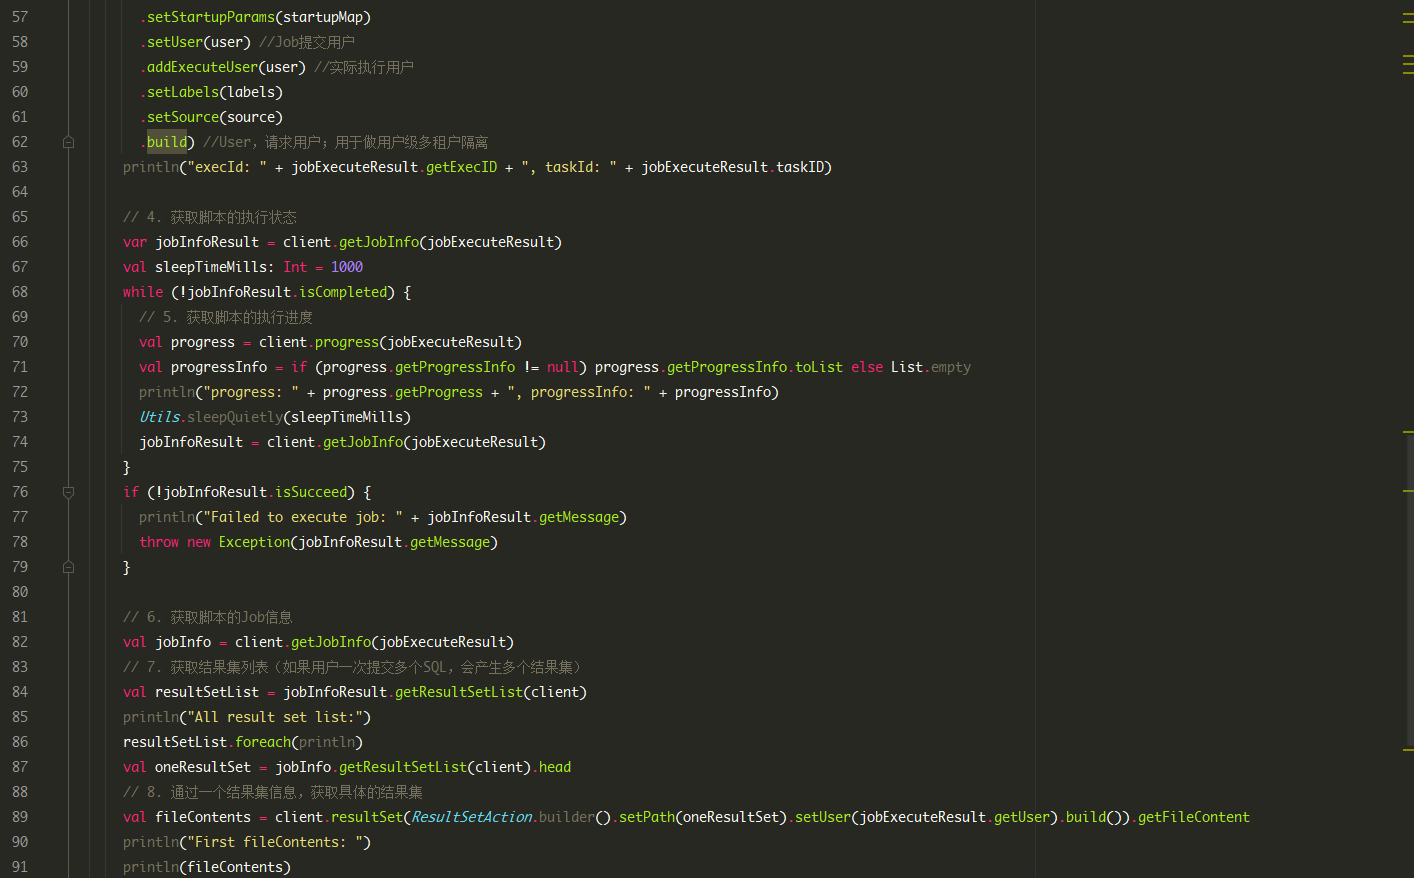 57 .setStartupParams(startupMap)
58 .setUser(user) //Job提交用户
59 .addExecuteUser(user) //实际执行用户
60 .setLabels(labels)
61 .setSource(source)
62 .build) //User，请求用户；用于做用户级多租户隔离
63 println("execId: " + jobExecuteResult.getExecID + ", taskId: " + jobExecuteResult.taskID)
64
65 // 4. 获取脚本的执行状态
66 var jobInfoResult = client.getJobInfo(jobExecuteResult)
67 val sleepTimeMills: Int = 1000
68 while (!jobInfoResult.isCompleted) {
69 // 5. 获取脚本的执行进度
70 val progress = client.progress(jobExecuteResult)
71 val progressInfo = if (progress.getProgressInfo != null) progress.getProgressInfo.toList else List.empty
72 println("progress: " + progress.getProgress + ", progressInfo: " + progressInfo)
73 Utils.sleepQuietly(sleepTimeMills)
74 jobInfoResult = client.getJobInfo(jobExecuteResult)
75 }
76 if (!jobInfoResult.isSucceed) {
77 println("Failed to execute job: " + jobInfoResult.getMessage)
78 throw new Exception(jobInfoResult.getMessage)
79 }
80
81 // 6. 获取脚本的Job信息
82 val jobInfo = client.getJobInfo(jobExecuteResult)
83 // 7. 获取结果集列表（如果用户一次提交多个SQL，会产生多个结果集）
84 val resultSetList = jobInfoResult.getResultSetList(client)
85 println("All result set list:")
86 resultSetList.foreach(println)
87 val oneResultSet = jobInfo.getResultSetList(client).head
88 // 8. 通过一个结果集信息，获取具体的结果集
89 val fileContents = client.resultSet(ResultSetAction.builder().setPath(oneResultSet).setUser(jobExecuteResult.getUser).build()).getFileContent
90 println("First fileContents: ")
91 println(fileContents)